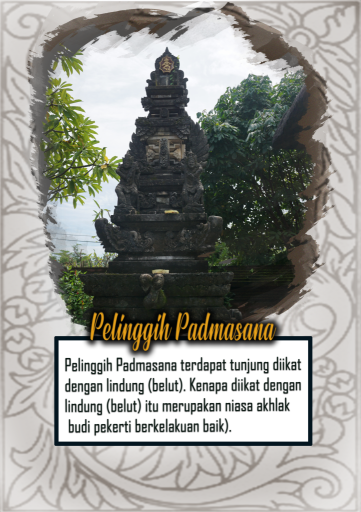 Pelinggih Padmasana
Pelinggih Padmasana terdapat tunjung diikat
dengan lindung (belut). Kenapa diikat dengan
lindung (belut) itu merupakan niasa akhlak
budi pekerti berkelakuan baik).